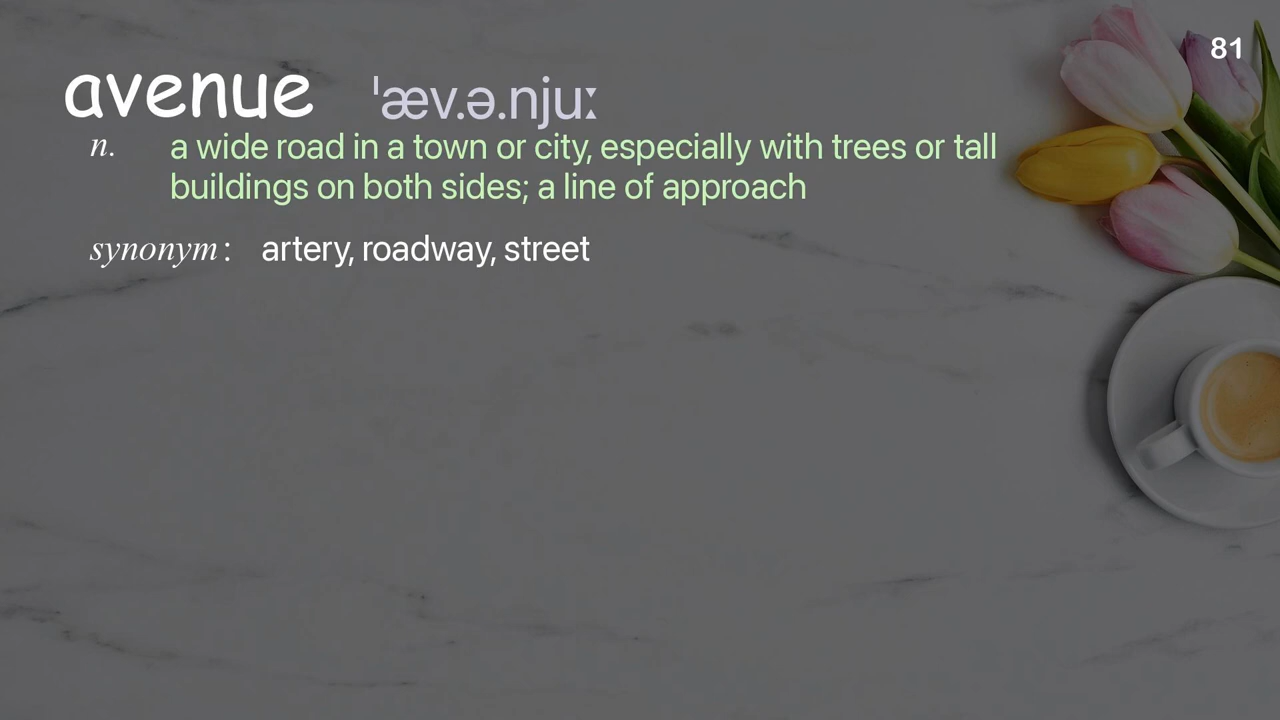 81
avenue ˈæv.ə.njuː
n. a wide road in a town or city, especially with trees or tall
buildings on both sides; a line of approach
synonym: artery, roadway, street